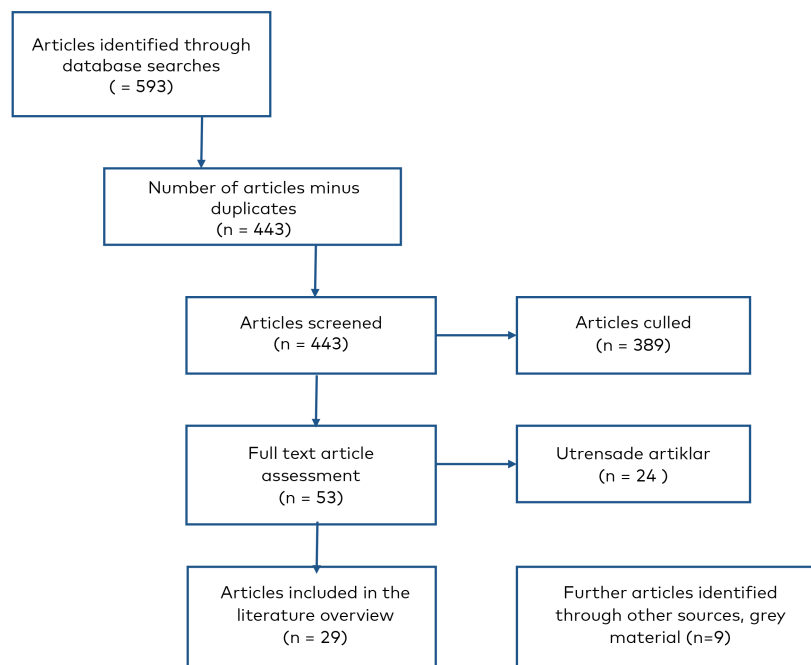 Articles identified through
database searches
( = 593)
Number of articles minus
duplicates
(n = 443)
Articles screened
(n = 443)
Articles culled
(n = 389)
Full text article
assessment
(n = 53)
Utrensade artiklar
(n = 24 )
Articles included in the
literature overview
(n = 29)
Further articles identified
through other sources, grey
material (n=9)